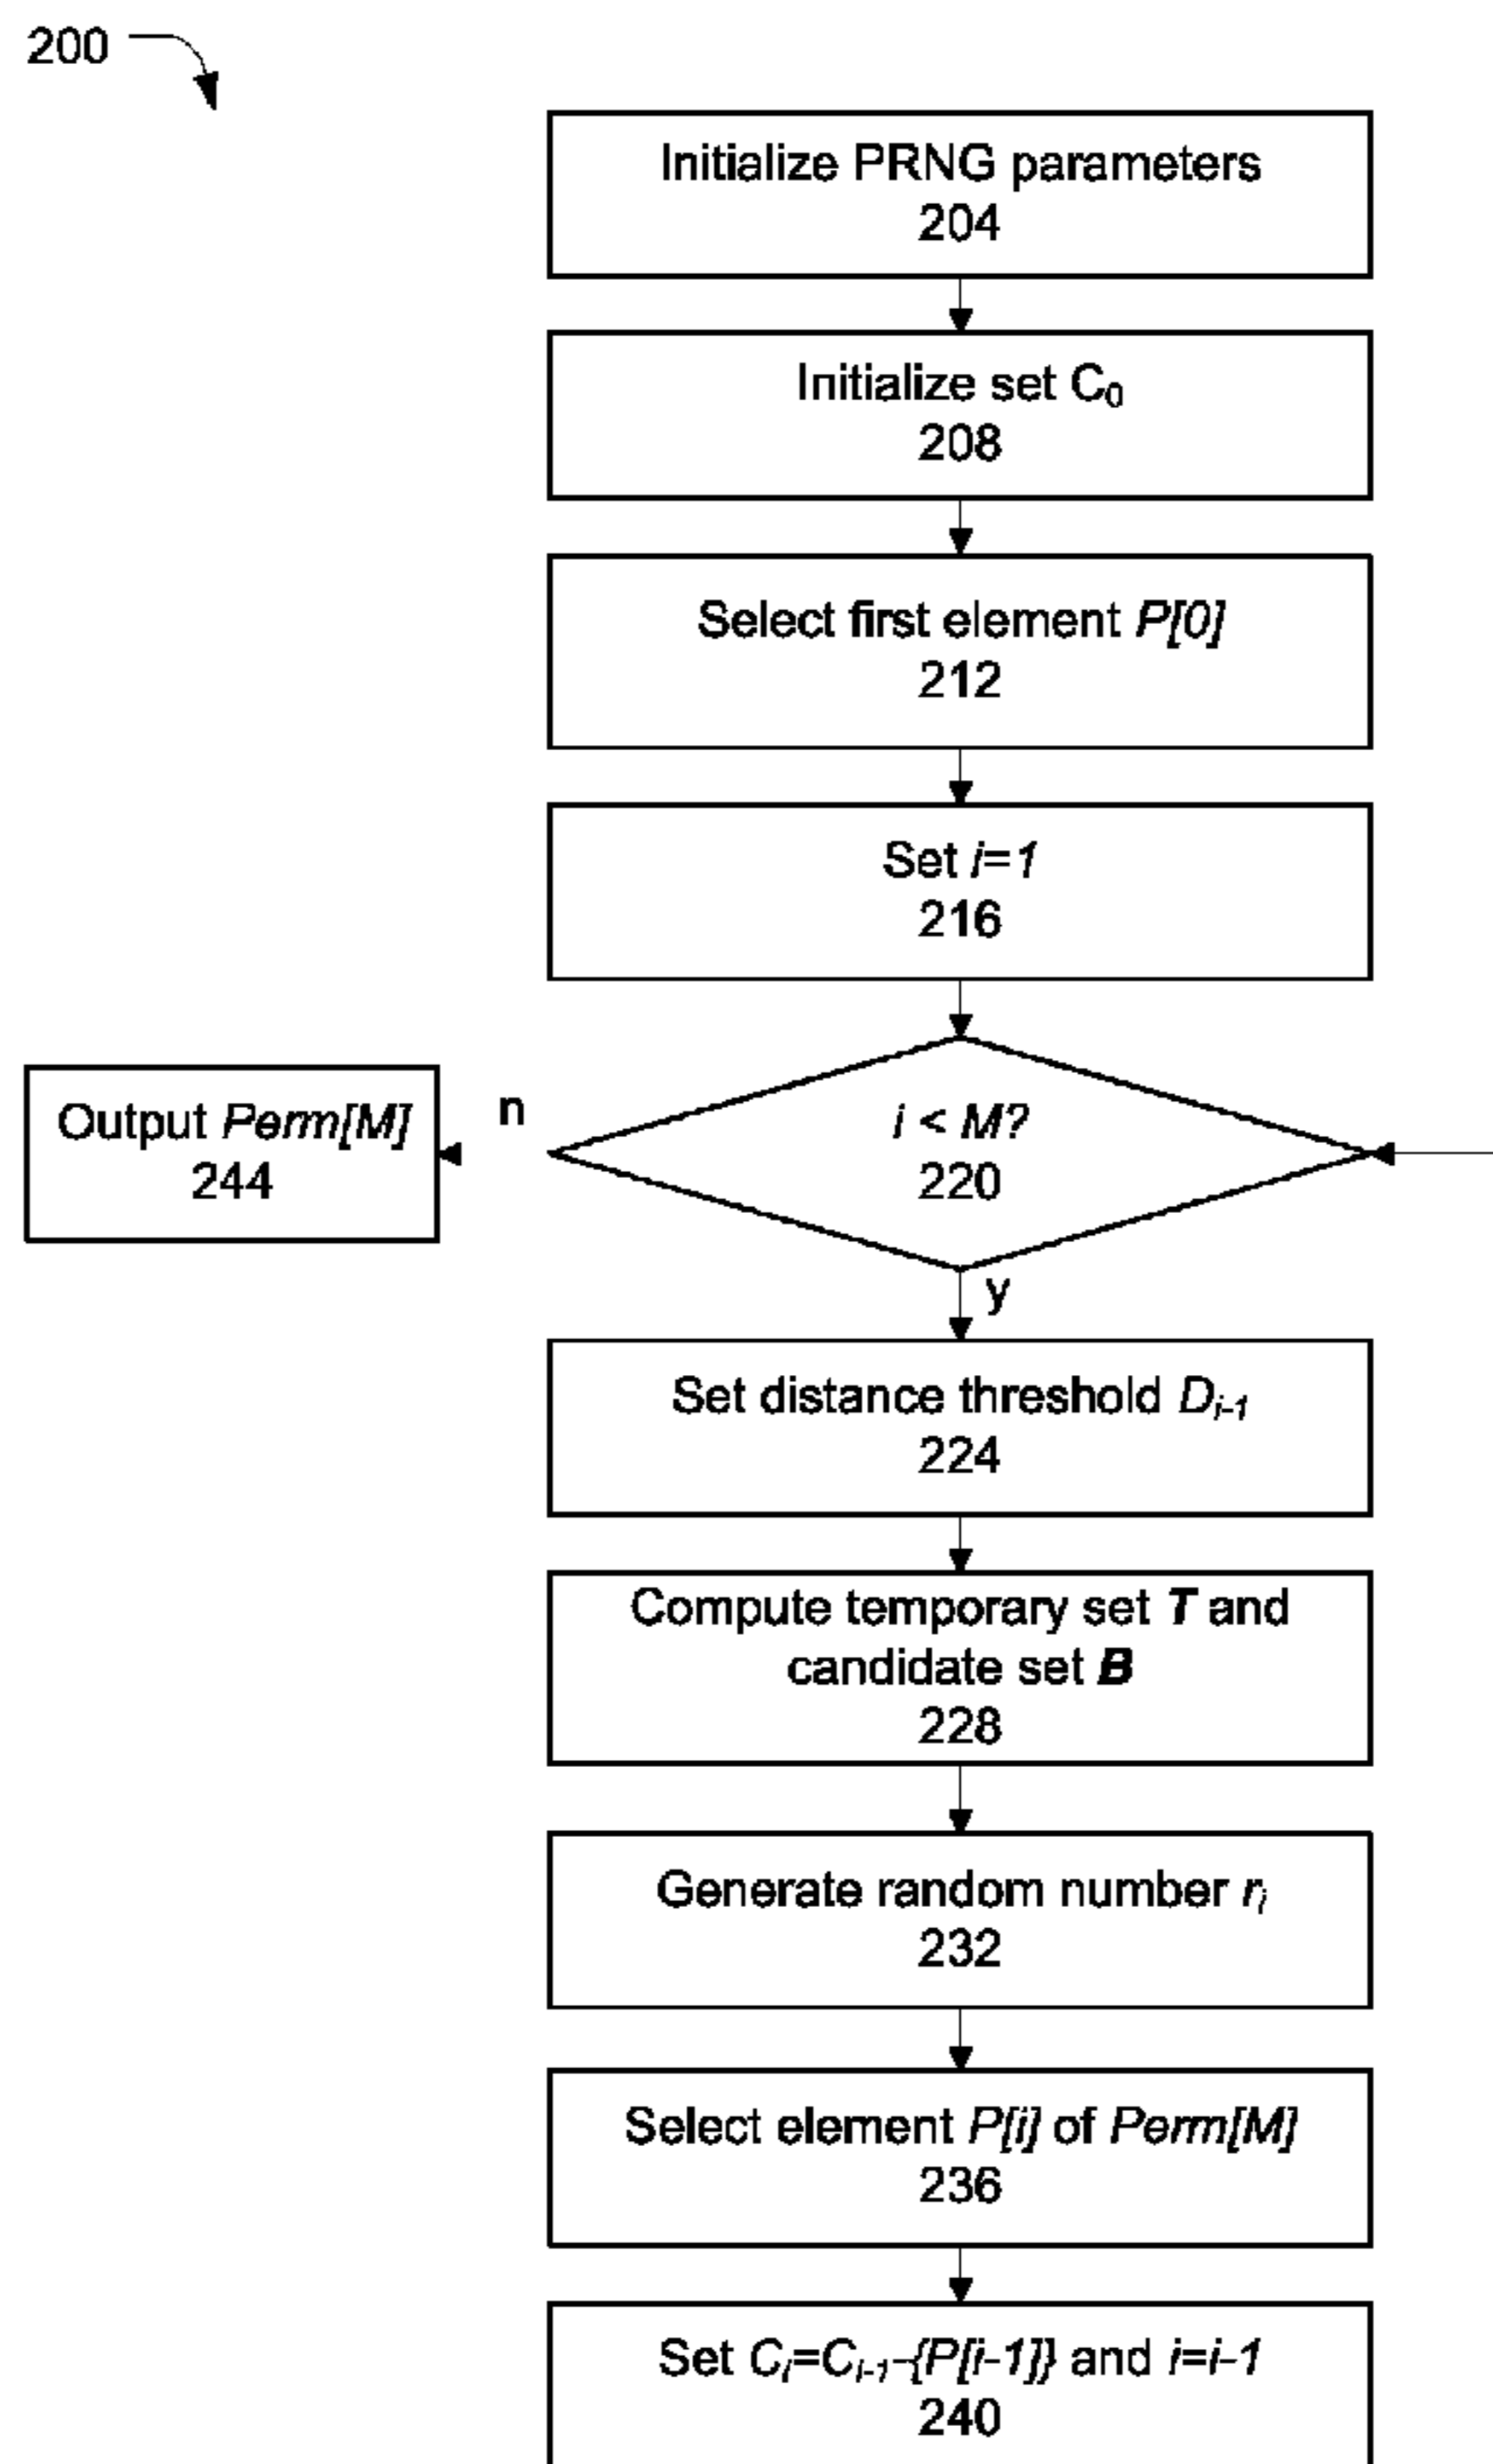 200
Initialize PRNG parameters
204
Initialize set C₀
208
Select first element P[0]
212
Set i=1
216
Output Perm[M]
244
n
i < M?
220
y
Set distance threshold Dᵢ₋₁
224
Compute temporary set T and
candidate set B
228
Generate random number rᵢ
232
Select element P[i] of Perm[M]
236
Set Cᵢ=Cᵢ₋₁-{P[i-1]} and i=i-1
240